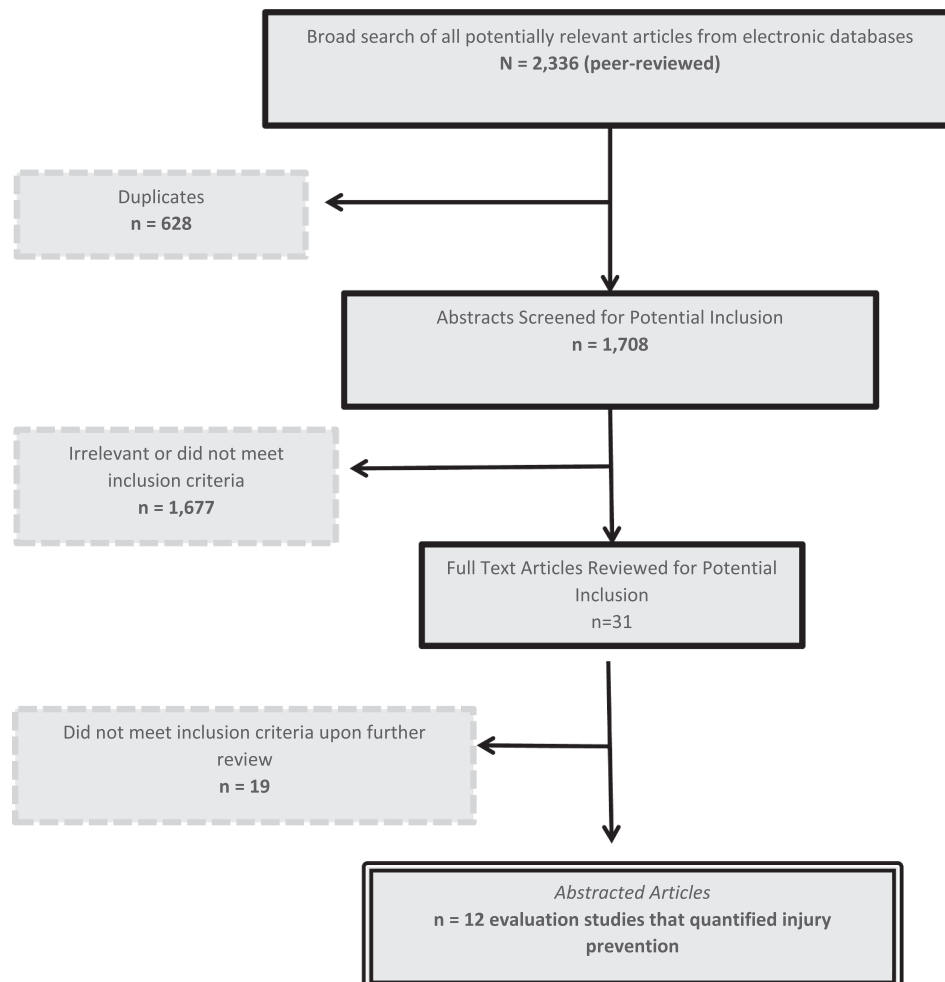 Broad search of all potentially relevant articles from electronic databases
N = 2,336 (peer-reviewed)
Duplicates
n = 628
Abstracts Screened for Potential Inclusion
n = 1,708
Irrelevant or did not meet
inclusion criteria
n = 1,677
Full Text Articles Reviewed for Potential
Inclusion
n=31
Did not meet inclusion criteria upon further
review
n = 19
Abstracted Articles
n = 12 evaluation studies that quantified injury
prevention